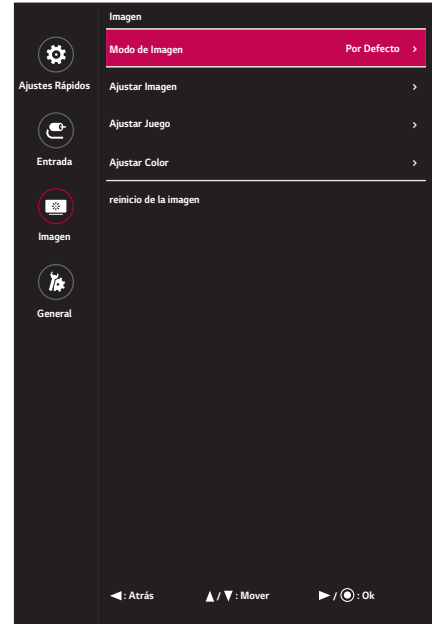 Imagen
Modo de Imagen Por Defecto >
Ajustes Rápidos
Ajustar Imagen >
Ajustar Juego >
Entrada
Ajustar Color >
reinicio de la imagen
Imagen
General
◀ : Atrás ▲ / ▼ : Mover ▶ / ◉ : Ok